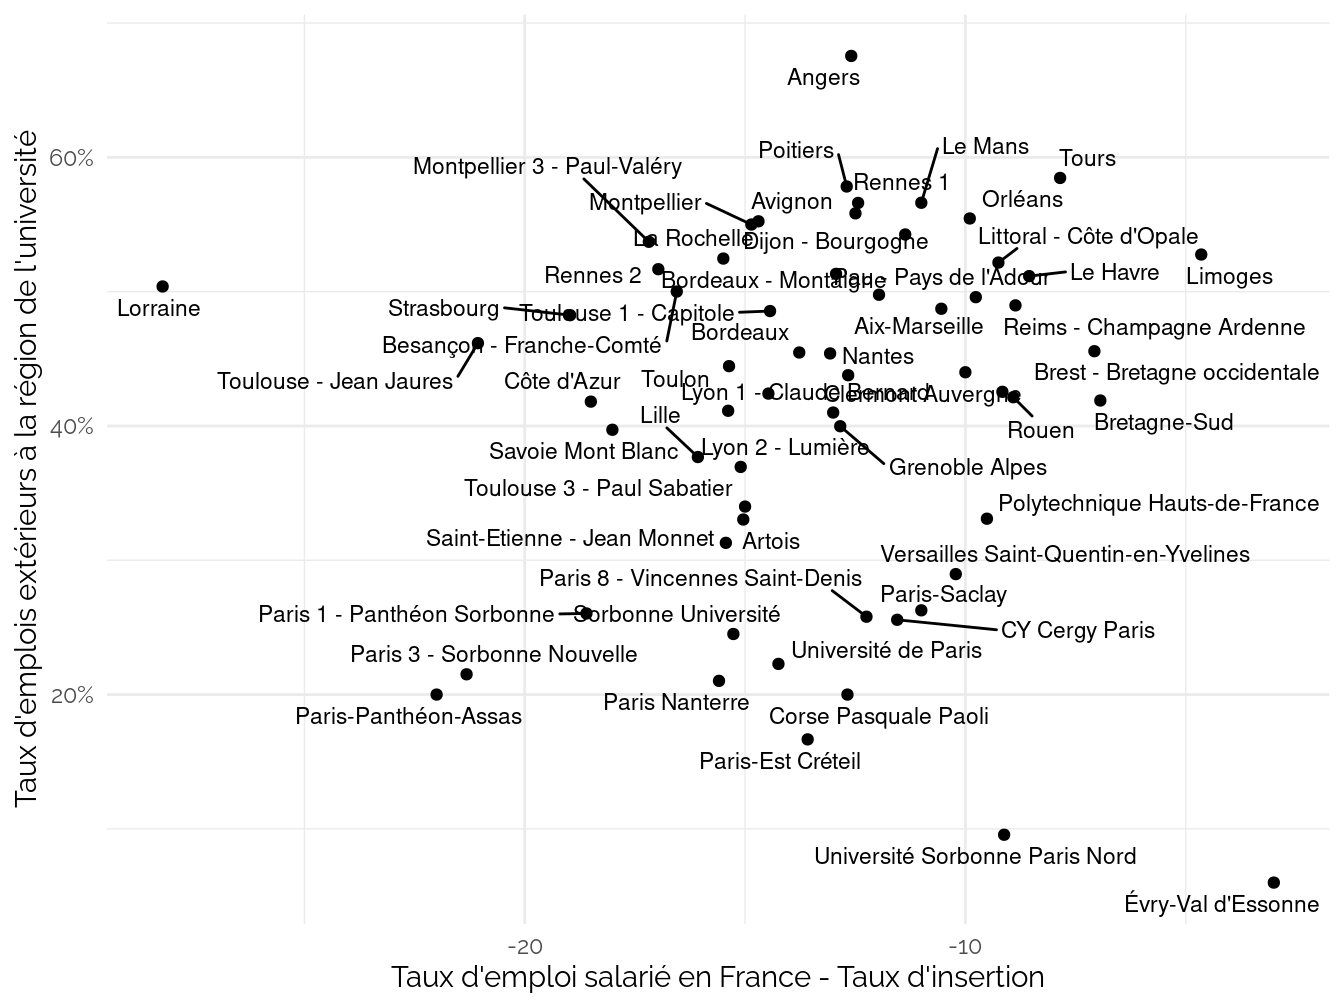 Angers
Le Mans
Poitiers
Tours
Montpellier 3 - Paul-Valéry
Rennes 1
Montpellier
Avignon
Orléans
La Rochelle
Dijon - Bourgogne
Littoral - Côte d'Opale
Rennes 2
Bordeaux - Montaigne
Pau - Pays de l'Adour
Le Havre
Limoges
Lorraine
Strasbourg
Toulouse 1 - Capitole
Bordeaux
Aix-Marseille
Reims - Champagne Ardenne
Besançon - Franche-Comté
Nantes
Toulouse - Jean Jaures
Côte d'Azur
Toulon
Brest - Bretagne occidentale
Lyon 1 - Claude Bernard
Clermont Auvergne
Lille
Rouen
Bretagne-Sud
Savoie Mont Blanc
Lyon 2 - Lumière
Grenoble Alpes
Toulouse 3 - Paul Sabatier
Polytechnique Hauts-de-France
Saint-Etienne - Jean Monnet
Artois
Versailles Saint-Quentin-en-Yvelines
Paris 8 - Vincennes Saint-Denis
Paris-Saclay
Paris 1 - Panthéon Sorbonne
Sorbonne Université
CY Cergy Paris
Paris 3 - Sorbonne Nouvelle
Université de Paris
Paris Nanterre
Paris-Panthéon-Assas
Corse Pasquale Paoli
Paris-Est Créteil
Université Sorbonne Paris Nord
Évry-Val d'Essonne
60%
40%
20%
-20
-10
Taux d'emploi salarié en France - Taux d'insertion
Taux d'emplois extérieurs à la région de l'université